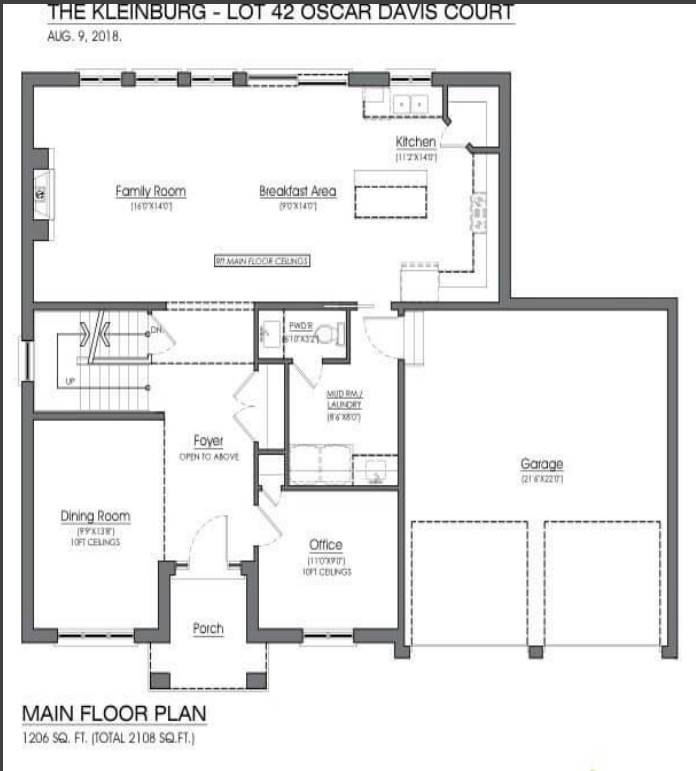 THE KLEINBURG - LOT 42 OSCAR DAVIS COURT
AUG. 9, 2018.
Kitchen
(11'2"X14'0")
Family Room
(16'0"X14'0")
Breakfast Area
(9'0"X14'0")
9ft MAIN FLOOR CEILINGS
DN.
PWD'R
UP
MUD RM./
LAUNDRY
(8'6"X8'0")
Foyer
OPEN TO ABOVE
Garage
(21'6"X22'0")
Dining Room
(9'9"X13'8")
10FT CEILINGS
Office
(11'0"X9'0")
10FT CEILINGS
Porch
MAIN FLOOR PLAN
1206 SQ. FT. (TOTAL 2108 SQ.FT.)